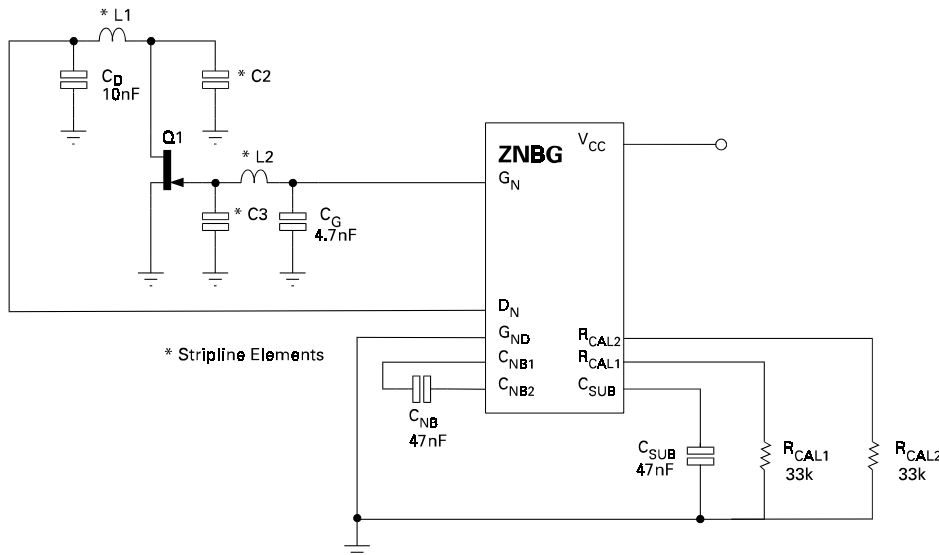 * L1
C_D
10nF
* C2
Q1
* L2
* C3
C_G
4.7nF
ZNBG
V_CC
G_N
D_N
G_ND
C_NB1
C_NB2
R_CAL2
R_CAL1
C_SUB
* Stripline Elements
C_NB
47nF
C_SUB
47nF
R_CAL1
33k
R_CAL2
33k